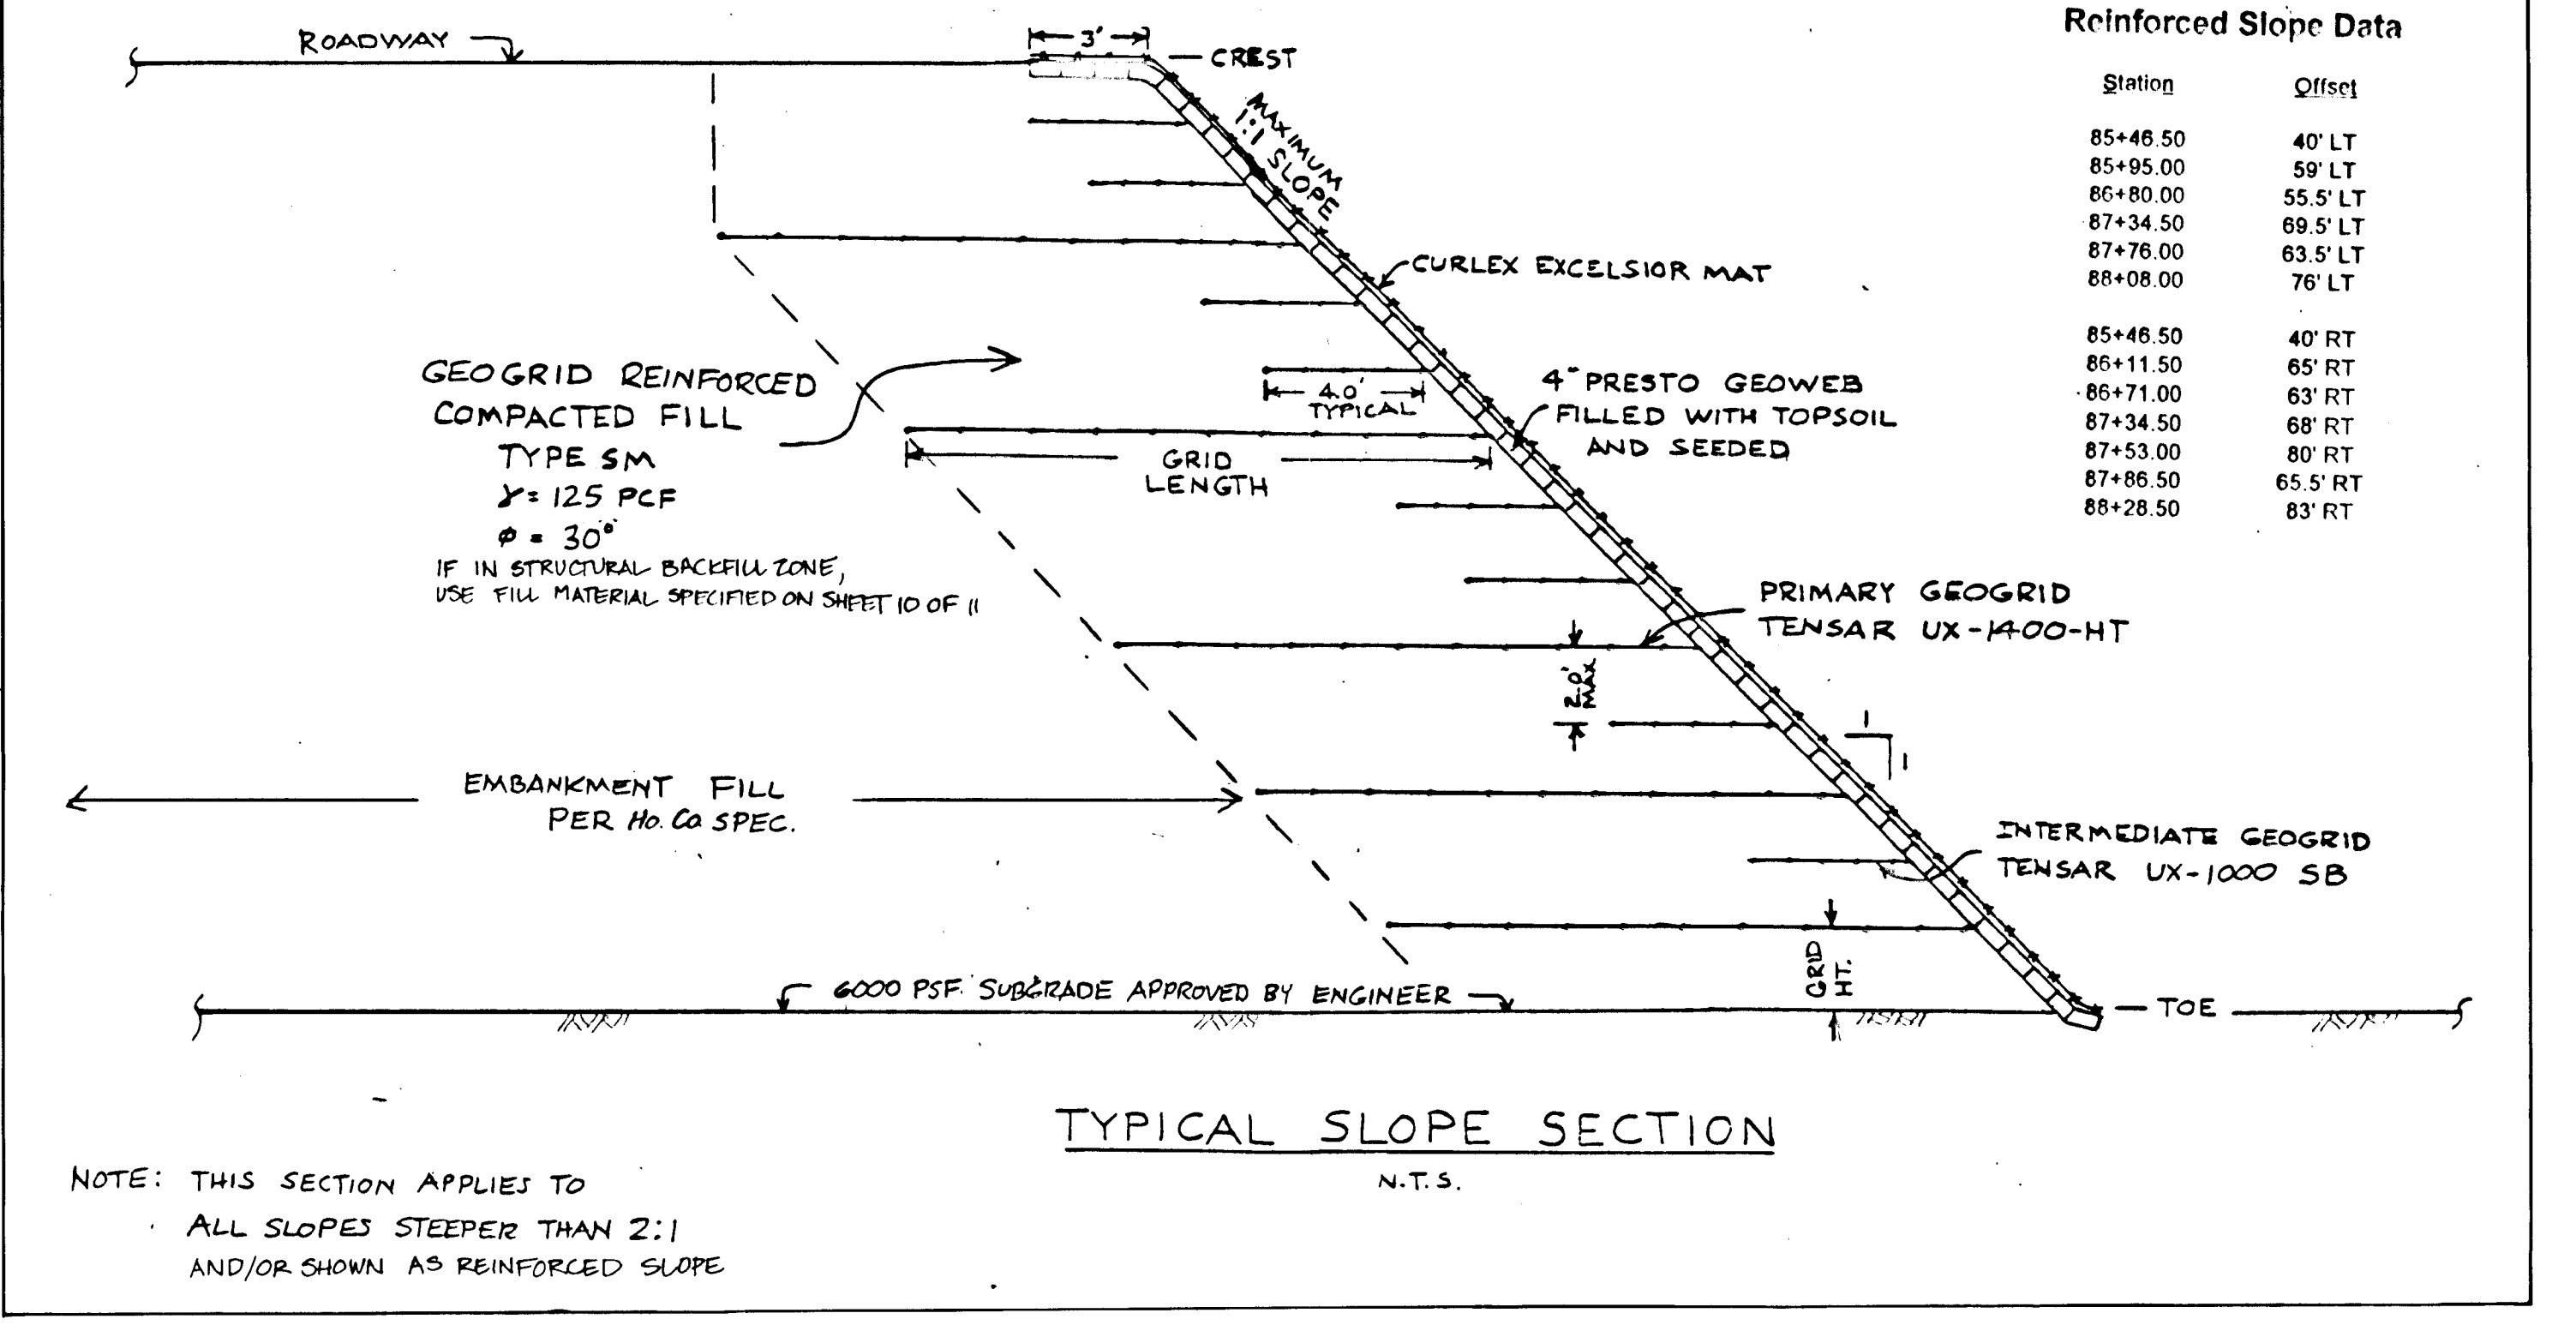 Reinforced Slope Data
Station Offset
85+46.50 40' LT
85+95.00 59' LT
86+80.00 55.5' LT
87+34.50 69.5' LT
87+76.00 63.5' LT
88+08.00 76' LT
85+46.50 40' RT
86+11.50 65' RT
86+71.00 63' RT
87+34.50 68' RT
87+53.00 80' RT
87+86.50 65.5' RT
88+28.50 83' RT
ROADWAY
3'
CREST
MAXIMUM
1:1 SLOPE
CURLEX EXCELSIOR MAT
GEOGRID REINFORCED
COMPACTED FILL
TYPE SM
γ = 125 PCF
φ = 30°
IF IN STRUCTURAL BACKFILL ZONE,
USE FILL MATERIAL SPECIFIED ON SHEET 10 OF 11
4.0'
TYPICAL
4" PRESTO GEOWEB
FILLED WITH TOPSOIL
AND SEEDED
GRID
LENGTH
PRIMARY GEOGRID
TENSAR UX-1400-HT
2.0'
MAX
1
1
EMBANKMENT FILL
PER Ho. Co SPEC.
INTERMEDIATE GEOGRID
TENSAR UX-1000 SB
GRID
HT.
6000 PSF. SUBGRADE APPROVED BY ENGINEER
TOE
TYPICAL SLOPE SECTION
N.T.S.
NOTE: THIS SECTION APPLIES TO
ALL SLOPES STEEPER THAN 2:1
AND/OR SHOWN AS REINFORCED SLOPE